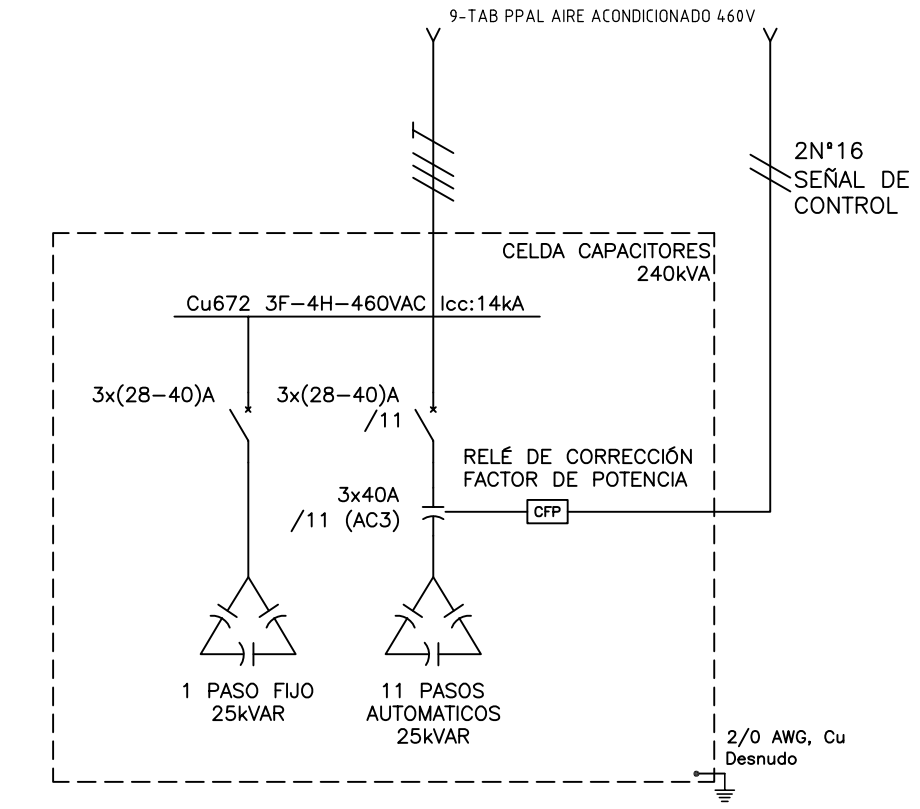 9-TAB PPAL AIRE ACONDICIONADO 460V
2Nº16
SEÑAL DE
CONTROL
CELDA CAPACITORES
240kVA
Cu672 3F-4H-460VAC Icc:14kA
3x(28-40)A
3x(28-40)A
/11
RELÉ DE CORRECCIÓN
FACTOR DE POTENCIA
3x40A
/11 (AC3)
CFP
1 PASO FIJO
25kVAR
11 PASOS
AUTOMATICOS
25kVAR
2/0 AWG, Cu
Desnudo